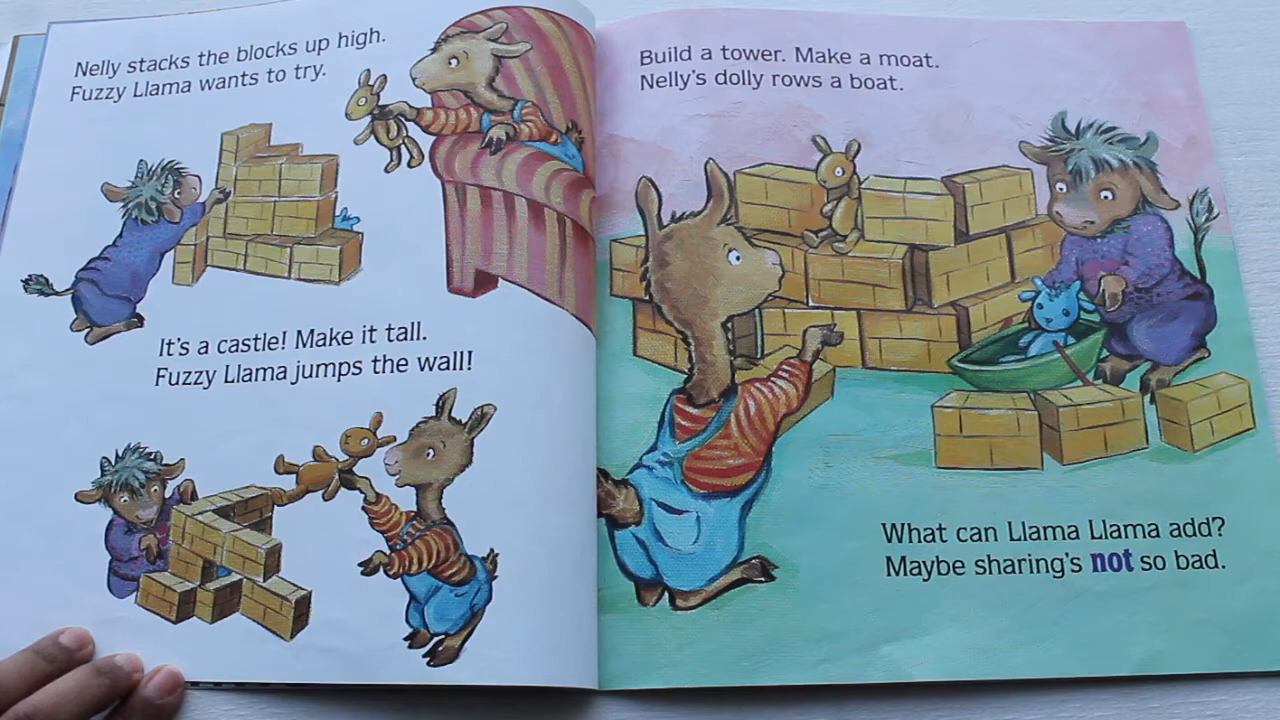 Nelly stacks the blocks up high.
Fuzzy Llama wants to try.
It's a castle! Make it tall.
Fuzzy Llama jumps the wall!
Build a tower. Make a moat.
Nelly's dolly rows a boat.
What can Llama Llama add?
Maybe sharing's not so bad.